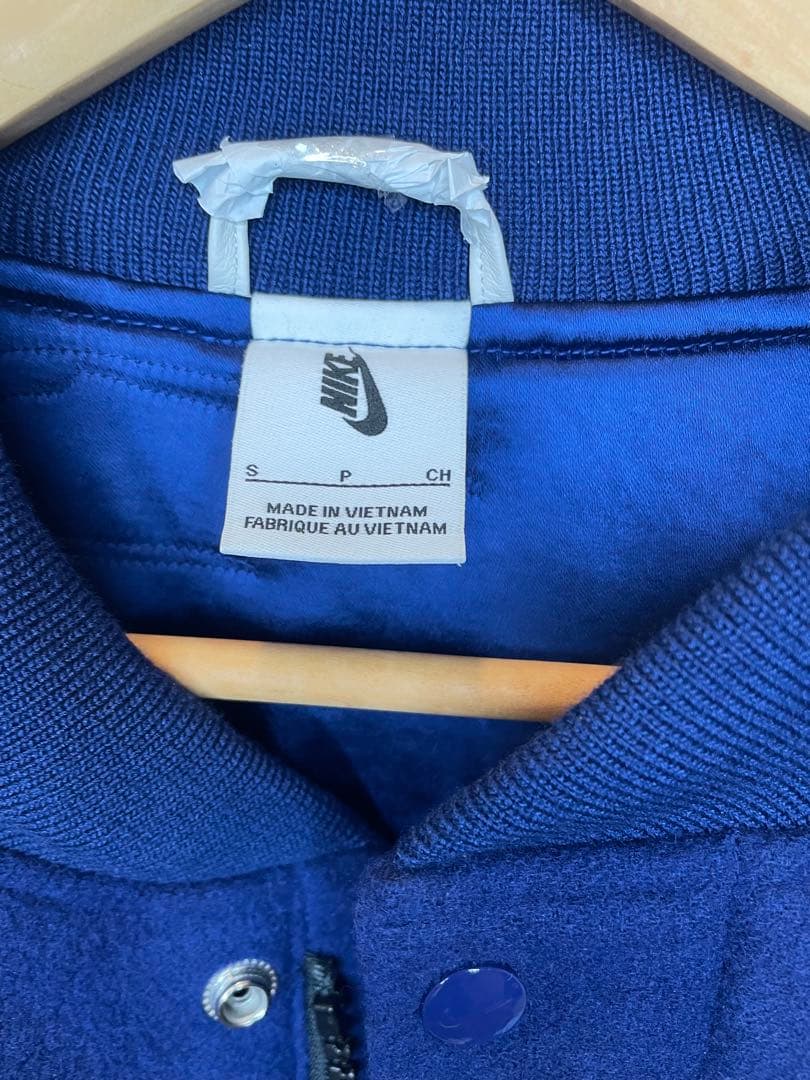 NIKE
S P CH
MADE IN VIETNAM
FABRIQUE AU VIETNAM